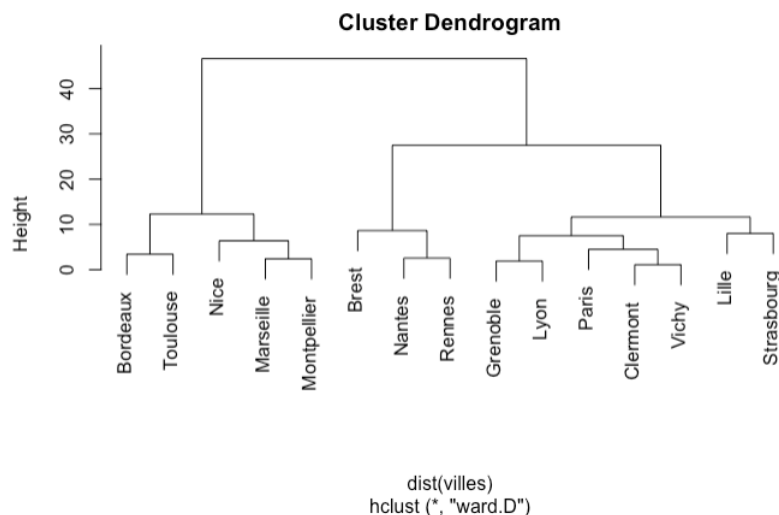 Cluster Dendrogram
Height
40
30
20
10
0
Bordeaux
Toulouse
Nice
Marseille
Montpellier
Brest
Nantes
Rennes
Grenoble
Lyon
Paris
Clermont
Vichy
Lille
Strasbourg
dist(villes)
hclust (*, "ward.D")